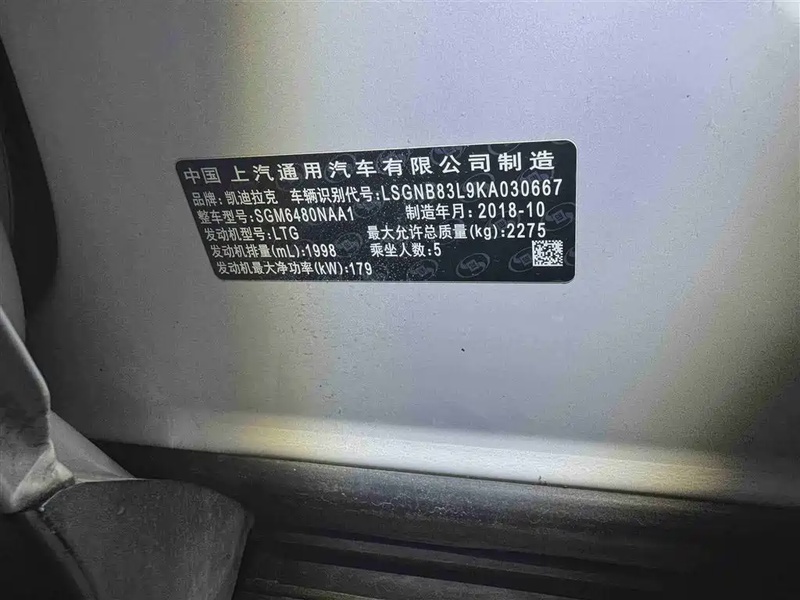 中国 上汽通用汽车有限公司制造
品牌：凯迪拉克 车辆识别代号：LSGNB83L9KA030667
整车型号：SGM6480NAA1 制造年月：2018-10
发动机型号：LTG 最大允许总质量(kg)：2275
发动机排量(mL)：1998 乘坐人数：5
发动机最大净功率(kW)：179